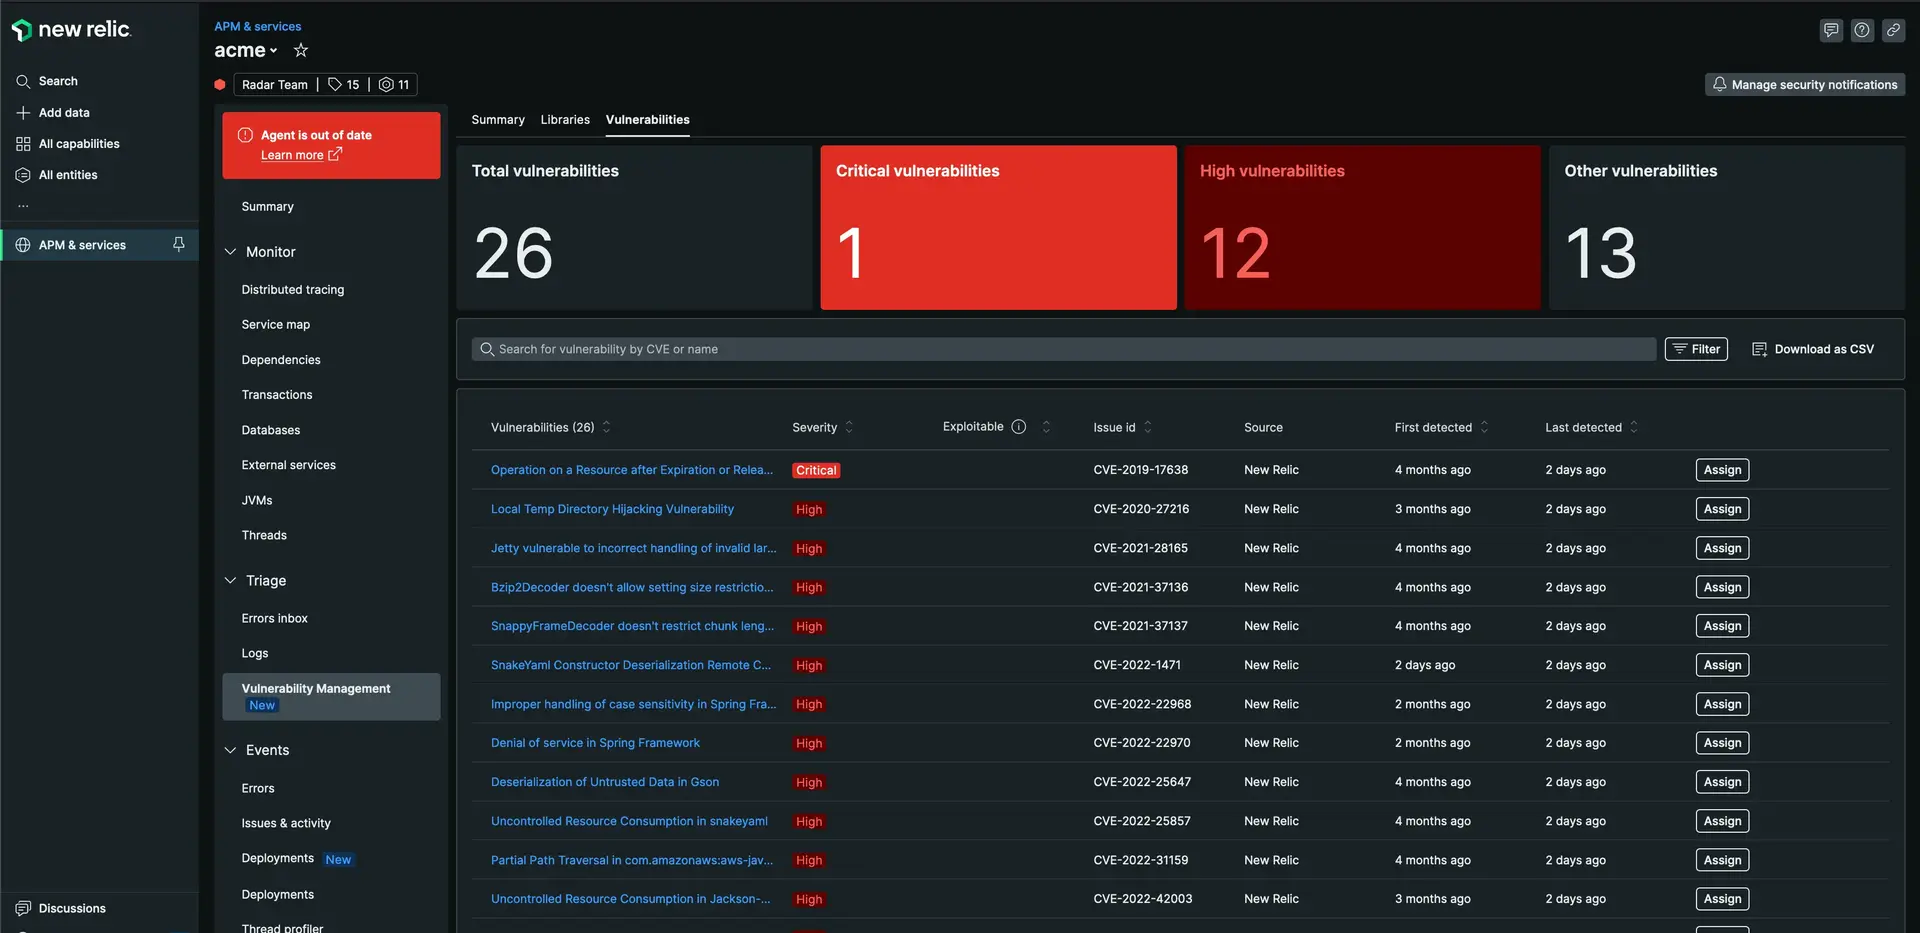 new relic.
Search
Add data
All capabilities
All entities
...
APM & services
Discussions
APM & services
acme
Radar Team | 15 | 11
Manage security notifications
Agent is out of date
Learn more
Summary
Monitor
Distributed tracing
Service map
Dependencies
Transactions
Databases
External services
JVMs
Threads
Triage
Errors inbox
Logs
Vulnerability Management
New
Events
Errors
Issues & activity
Deployments New
Deployments
Thread profiler
Summary Libraries Vulnerabilities
Total vulnerabilities
26
Critical vulnerabilities
1
High vulnerabilities
12
Other vulnerabilities
13
Search for vulnerability by CVE or name
Filter
Download as CSV
Vulnerabilities (26) Severity Exploitable Issue id Source First detected Last detected
Operation on a Resource after Expiration or Relea... Critical CVE-2019-17638 New Relic 4 months ago 2 days ago Assign
Local Temp Directory Hijacking Vulnerability High CVE-2020-27216 New Relic 3 months ago 2 days ago Assign
Jetty vulnerable to incorrect handling of invalid lar... High CVE-2021-28165 New Relic 4 months ago 2 days ago Assign
Bzip2Decoder doesn't allow setting size restrictio... High CVE-2021-37136 New Relic 4 months ago 2 days ago Assign
SnappyFrameDecoder doesn't restrict chunk leng... High CVE-2021-37137 New Relic 4 months ago 2 days ago Assign
SnakeYaml Constructor Deserialization Remote C... High CVE-2022-1471 New Relic 2 days ago 2 days ago Assign
Improper handling of case sensitivity in Spring Fra... High CVE-2022-22968 New Relic 2 months ago 2 days ago Assign
Denial of service in Spring Framework High CVE-2022-22970 New Relic 2 months ago 2 days ago Assign
Deserialization of Untrusted Data in Gson High CVE-2022-25647 New Relic 4 months ago 2 days ago Assign
Uncontrolled Resource Consumption in snakeyaml High CVE-2022-25857 New Relic 4 months ago 2 days ago Assign
Partial Path Traversal in com.amazonaws:aws-jav... High CVE-2022-31159 New Relic 4 months ago 2 days ago Assign
Uncontrolled Resource Consumption in Jackson-... High CVE-2022-42003 New Relic 3 months ago 2 days ago Assign